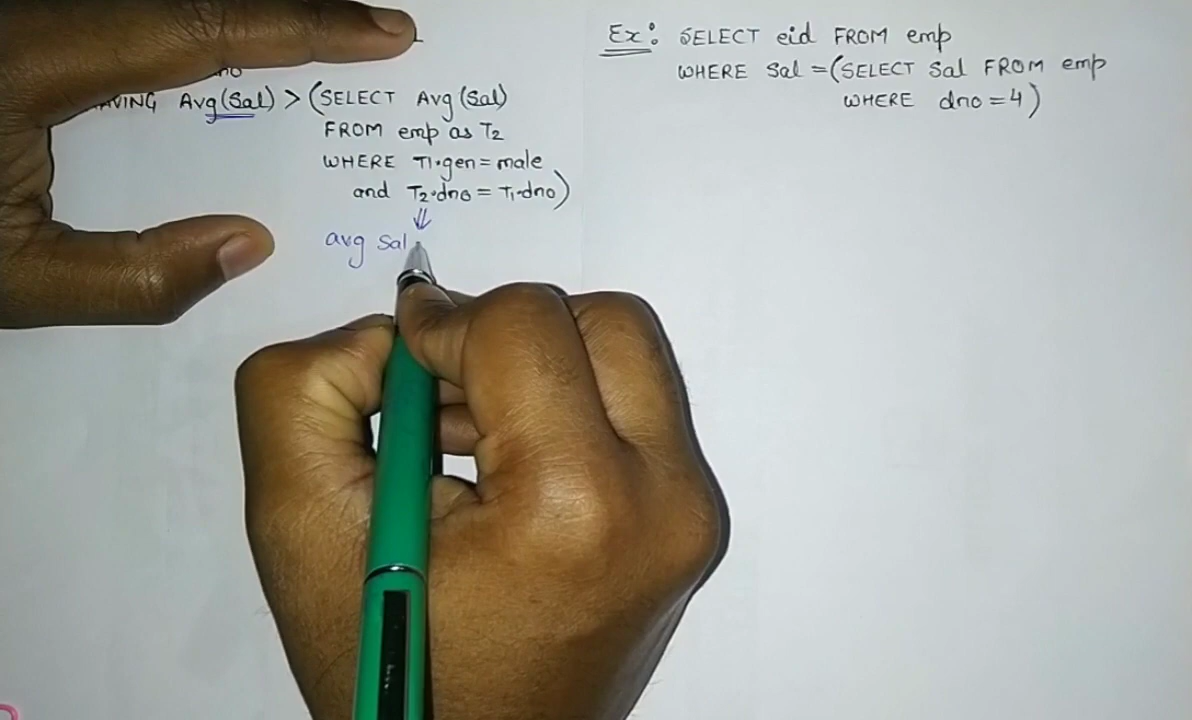 Avg(Sal) > (SELECT Avg(Sal)
FROM emp as T2
WHERE T1.gen = male
and T2.dno = T1.dno)
avg sal
Ex: SELECT eid FROM emp
WHERE Sal = (SELECT Sal FROM emp
WHERE dno = 4)